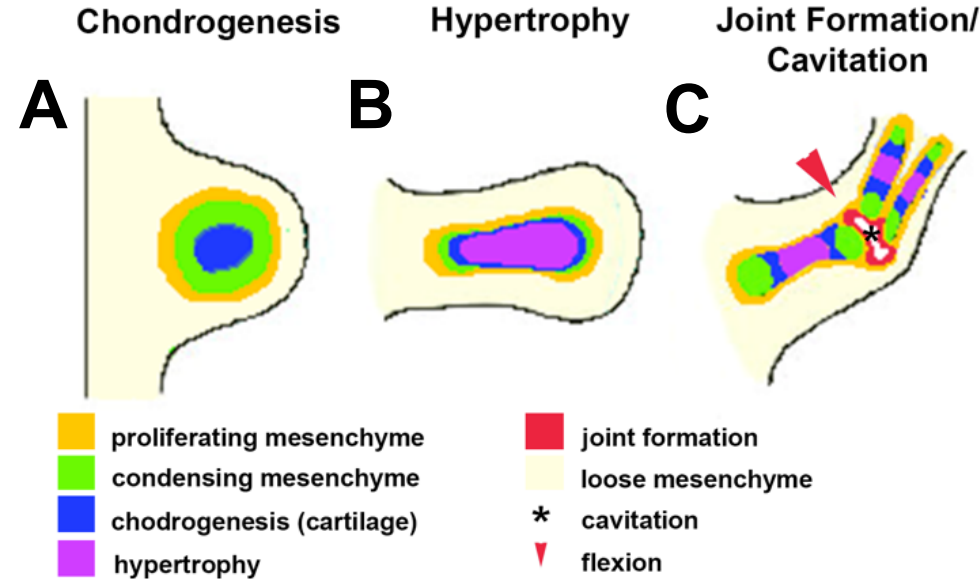 Chondrogenesis
Hypertrophy
Joint Formation/
Cavitation
A
B
C
*
proliferating mesenchyme
condensing mesenchyme
chodrogenesis (cartilage)
hypertrophy
joint formation
loose mesenchyme
* cavitation
flexion